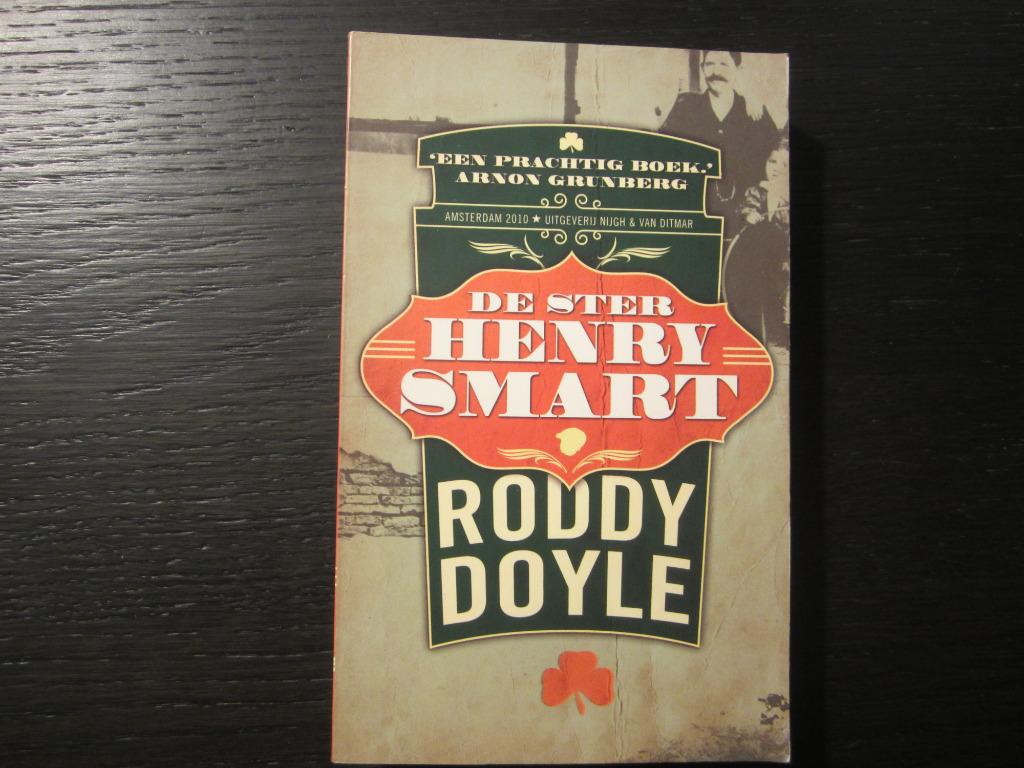 ‘EEN PRACHTIG BOEK.’
ARNON GRUNBERG
AMSTERDAM 2010 ★ UITGEVERIJ NIJGH & VAN DITMAR
DE STER
HENRY
SMART
RODDY
DOYLE